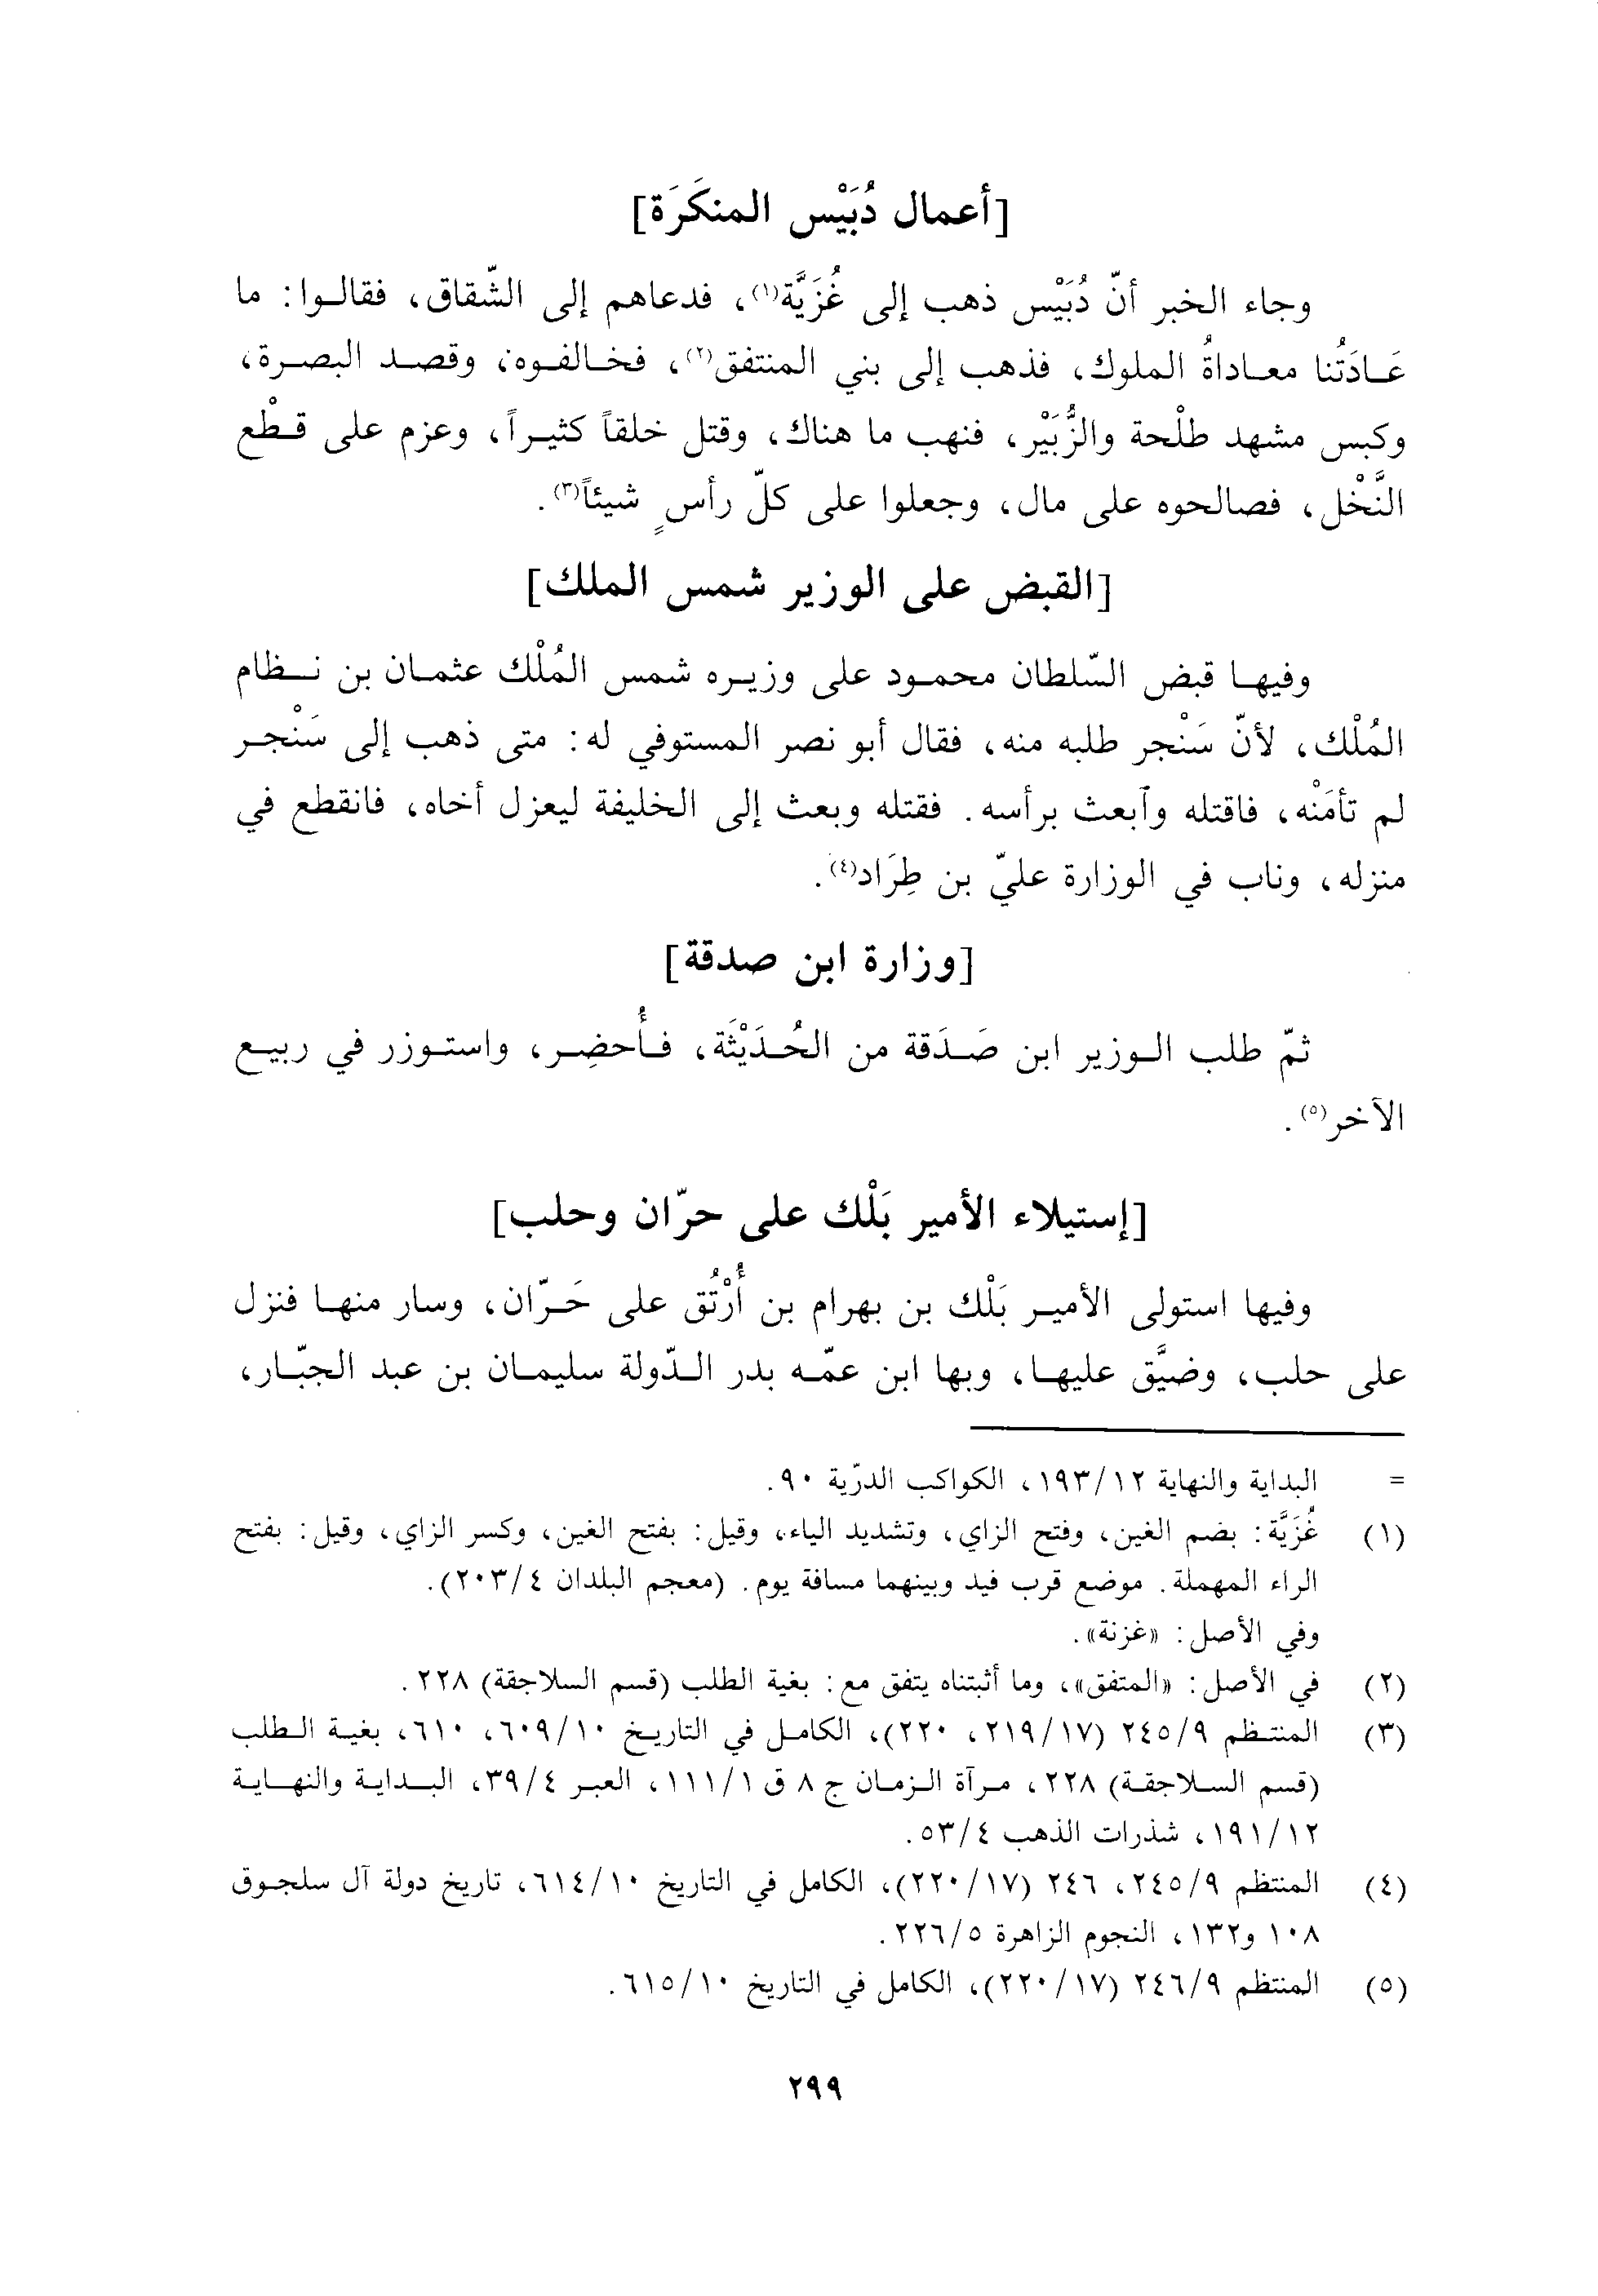 [أعمال دُبَيْس المنكَرَة]
وجاء الخبر أنّ دُبَيْس ذهب إلى غُزَيَّة(١)، فدعاهم إلى الشّقاق، فقالوا: ما
عَادَتُنا معاداةُ الملوك، فذهب إلى بني المنتفق(٢)، فخالفوه، وقصد البصرة،
وكبس مشهد طلْحة والزُّبَيْر، فنهب ما هناك، وقتل خلقاً كثيراً، وعزم على قطْع
النَّخْل، فصالحوه على مال، وجعلوا على كلّ رأسٍ شيئاً(٣).
[القبض على الوزير شمس الملك]
وفيها قبض السّلطان محمود على وزيره شمس المُلْك عثمان بن نظام
المُلْك، لأنّ سَنْجر طلبه منه، فقال أبو نصر المستوفي له: متى ذهب إلى سَنْجر
لم تأمَنْه، فاقتله وٱبعث برأسه. فقتله وبعث إلى الخليفة ليعزل أخاه، فانقطع في
منزله، وناب في الوزارة عليّ بن طِرَاد(٤).
[وزارة ابن صدقة]
ثمّ طلب الوزير ابن صَدَقة من الحُدَيْثَة، فأُحضِر، واستوزر في ربيع
الآخر(٥).
[إستيلاء الأمير بَلْك على حرّان وحلب]
وفيها استولى الأمير بَلْك بن بهرام بن أُرْتُق على حَرّان، وسار منها فنزل
على حلب، وضيَّق عليها، وبها ابن عمّه بدر الدّولة سليمان بن عبد الجبّار،
= البداية والنهاية ١٩٣/١٢، الكواكب الدرّية ٩٠.
(١) غُزَيَّة: بضم الغين، وفتح الزاي، وتشديد الياء، وقيل: بفتح الغين، وكسر الزاي، وقيل: بفتح
الراء المهملة. موضع قرب فيد وبينهما مسافة يوم. (معجم البلدان ٢٠٣/٤).
وفي الأصل: «غزنة».
(٢) في الأصل: «المتفق»، وما أثبتناه يتفق مع: بغية الطلب (قسم السلاجقة) ٢٢٨.
(٣) المنتظم ٢٤٥/٩ (٢١٩/١٧، ٢٢٠)، الكامل في التاريخ ٦٠٩/١٠، ٦١٠، بغية الطلب
(قسم السلاجقة) ٢٢٨، مرآة الزمان ج ٨ ق ١١١/١، العبر ٣٩/٤، البداية والنهاية
١٩١/١٢، شذرات الذهب ٥٣/٤.
(٤) المنتظم ٢٤٥/٩، ٢٤٦ (٢٢٠/١٧)، الكامل في التاريخ ٦١٤/١٠، تاريخ دولة آل سلجوق
١٠٨ و١٣٢، النجوم الزاهرة ٢٢٦/٥.
(٥) المنتظم ٢٤٦/٩ (٢٢٠/١٧)، الكامل في التاريخ ٦١٥/١٠.
٢٩٩